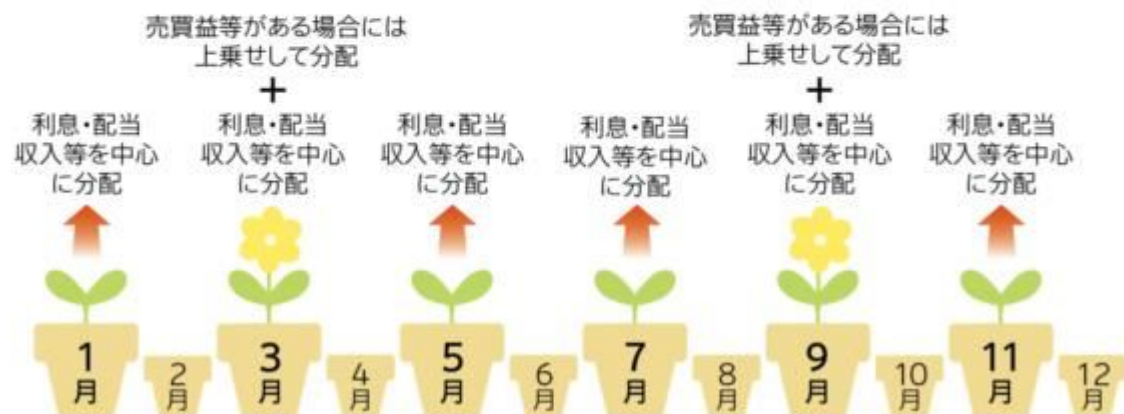 売買益等がある場合には
上乗せして分配
+
売買益等がある場合には
上乗せして分配
+
利息・配当
収入等を中心
に分配
利息・配当
収入等を中心
に分配
利息・配当
収入等を中心
に分配
利息・配当
収入等を中心
に分配
利息・配当
収入等を中心
に分配
利息・配当
収入等を中心
に分配
1
月
2
月
3
月
4
月
5
月
6
月
7
月
8
月
9
月
10
月
11
月
12
月